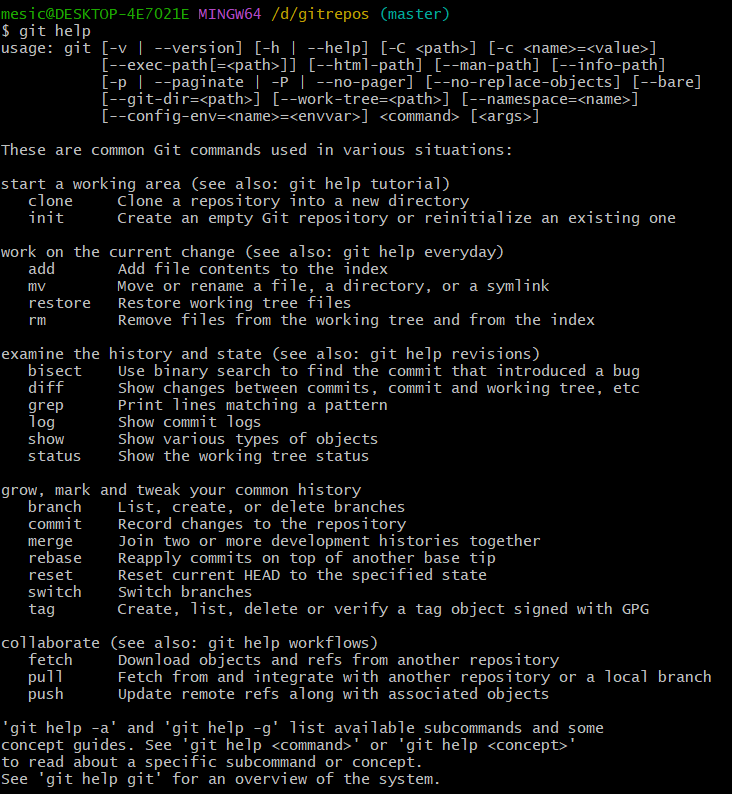 mesic@DESKTOP-4E7021E MINGW64 /d/gitrepos (master)
$ git help
usage: git [-v | --version] [-h | --help] [-C <path>] [-c <name>=<value>]
           [--exec-path[=<path>]] [--html-path] [--man-path] [--info-path]
           [-p | --paginate | -P | --no-pager] [--no-replace-objects] [--bare]
           [--git-dir=<path>] [--work-tree=<path>] [--namespace=<name>]
           [--config-env=<name>=<envvar>] <command> [<args>]

These are common Git commands used in various situations:

start a working area (see also: git help tutorial)
   clone     Clone a repository into a new directory
   init      Create an empty Git repository or reinitialize an existing one

work on the current change (see also: git help everyday)
   add       Add file contents to the index
   mv        Move or rename a file, a directory, or a symlink
   restore   Restore working tree files
   rm        Remove files from the working tree and from the index

examine the history and state (see also: git help revisions)
   bisect    Use binary search to find the commit that introduced a bug
   diff      Show changes between commits, commit and working tree, etc
   grep      Print lines matching a pattern
   log       Show commit logs
   show      Show various types of objects
   status    Show the working tree status

grow, mark and tweak your common history
   branch    List, create, or delete branches
   commit    Record changes to the repository
   merge     Join two or more development histories together
   rebase    Reapply commits on top of another base tip
   reset     Reset current HEAD to the specified state
   switch    Switch branches
   tag       Create, list, delete or verify a tag object signed with GPG

collaborate (see also: git help workflows)
   fetch     Download objects and refs from another repository
   pull      Fetch from and integrate with another repository or a local branch
   push      Update remote refs along with associated objects

'git help -a' and 'git help -g' list available subcommands and some
concept guides. See 'git help <command>' or 'git help <concept>'
to read about a specific subcommand or concept.
See 'git help git' for an overview of the system.